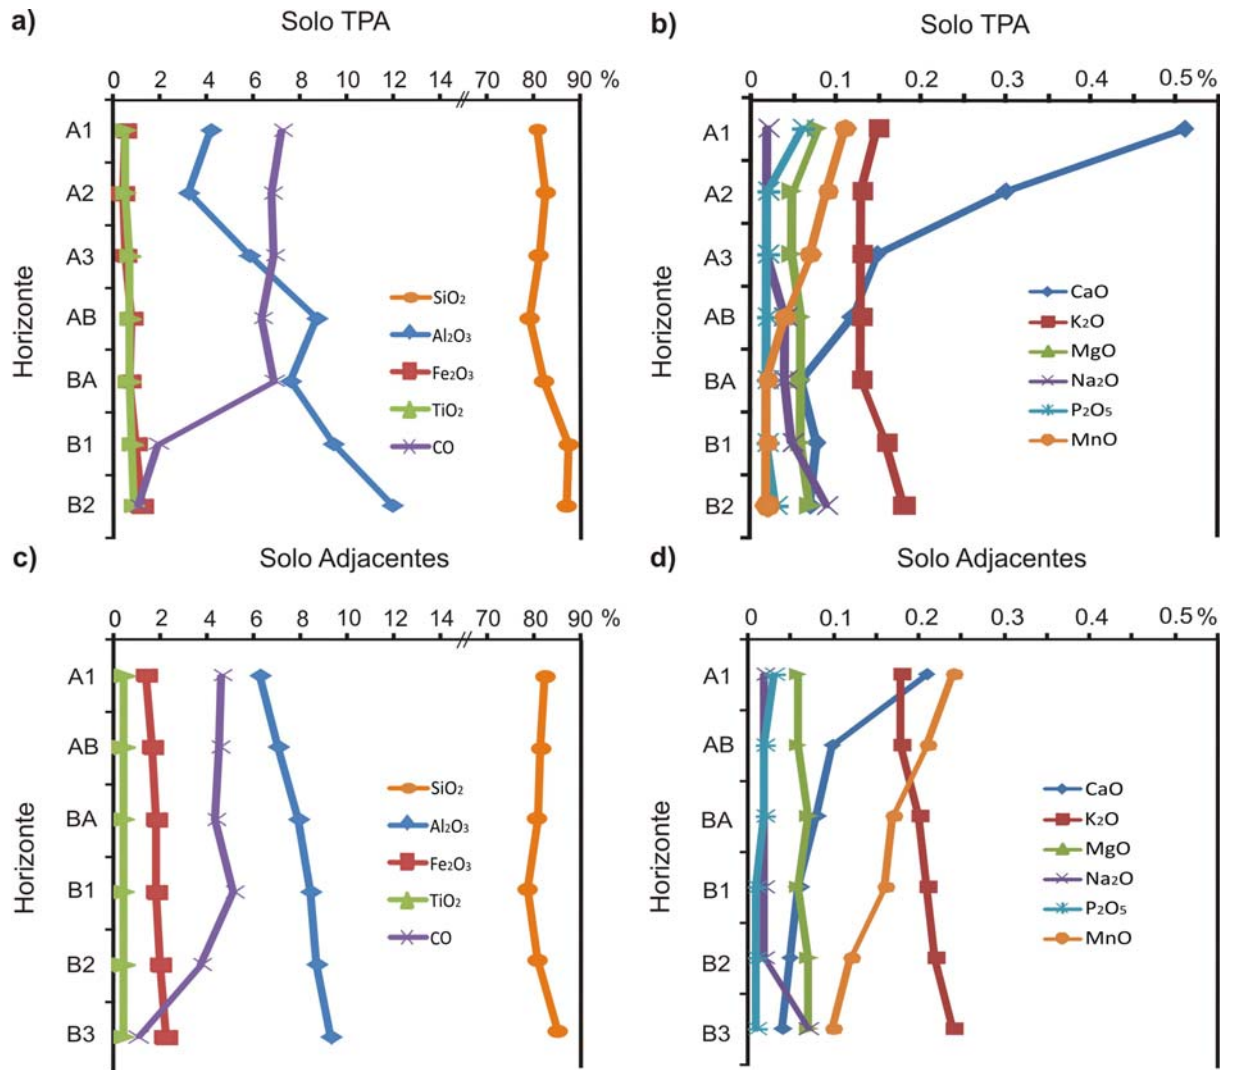 a)
Solo TPA
0 2 4 6 8 10 12 14 70 80 90 %
Horizonte
A1
A2
A3
AB
BA
B1
B2
SiO₂
Al₂O₃
Fe₂O₃
TiO₂
CO
b)
Solo TPA
0 0.1 0.3 0.4 0.5%
Horizonte
A1
A2
A3
AB
BA
B1
B2
CaO
K₂O
MgO
Na₂O
P₂O₅
MnO
c)
Solo Adjacentes
0 2 4 6 8 10 12 14 70 80 90 %
Horizonte
A1
AB
BA
B1
B2
B3
SiO₂
Al₂O₃
Fe₂O₃
TiO₂
CO
d)
Solo Adjacentes
0 0.1 0.2 0.3 0.4 0.5%
Horizonte
A1
AB
BA
B1
B2
B3
CaO
K₂O
MgO
Na₂O
P₂O₅
MnO